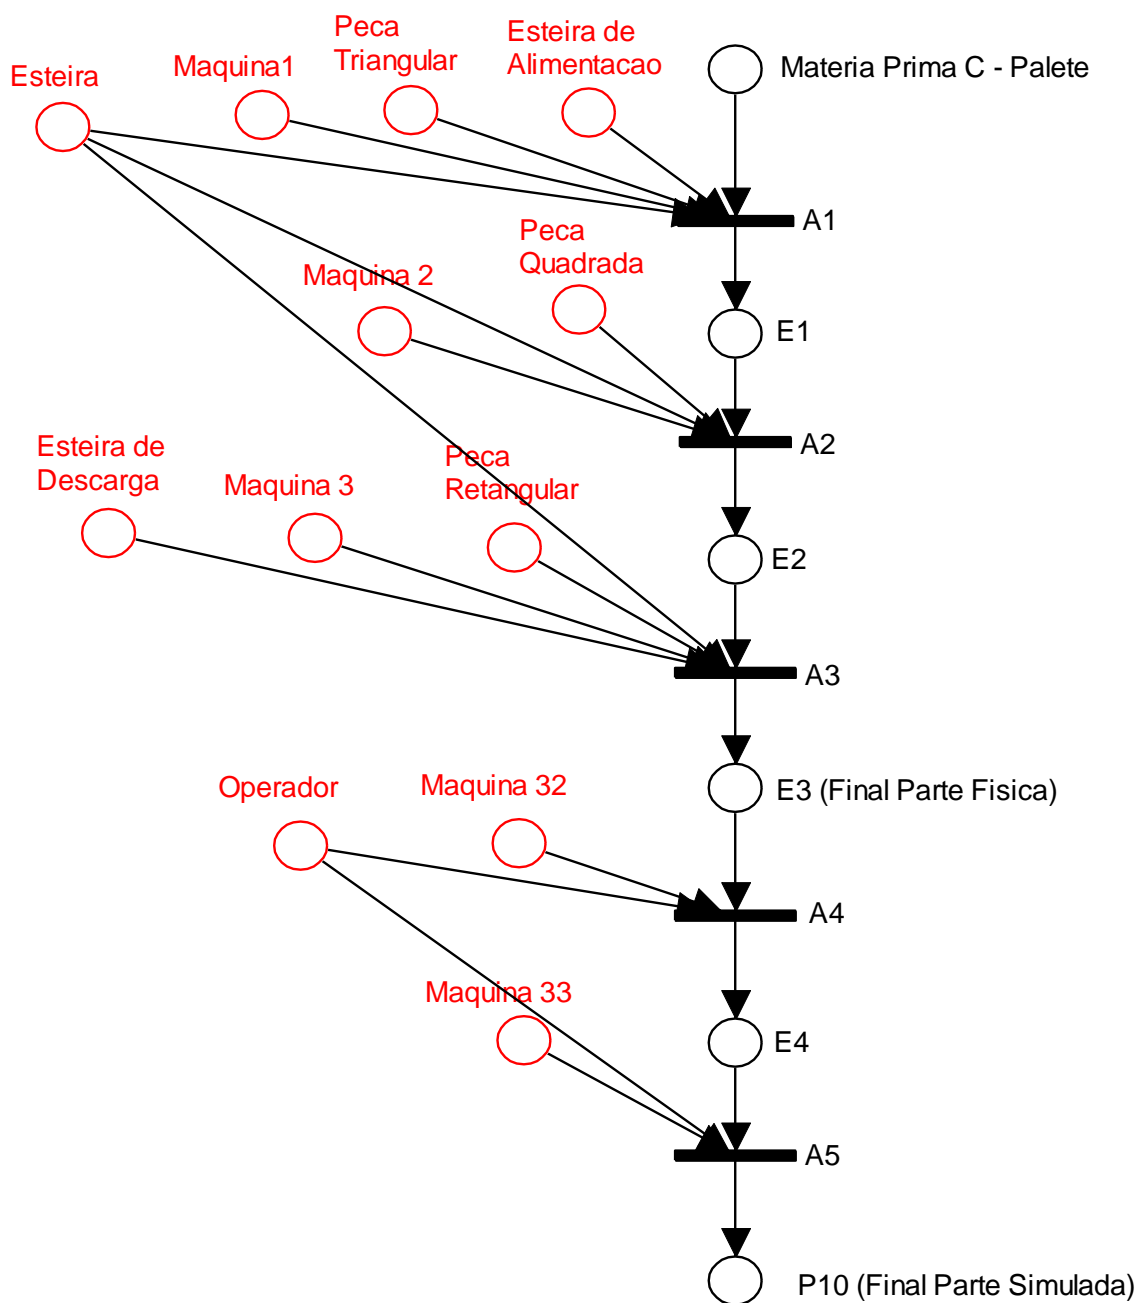 Peca
Triangular
Esteira de
Alimentacao
Materia Prima C - Palete
Esteira
Maquina1
A1
Peca
Quadrada
Maquina 2
E1
Esteira de
Descarga
Maquina 3
Peca
Retangular
A2
E2
A3
Operador
Maquina 32
E3 (Final Parte Fisica)
A4
Maquina 33
E4
A5
P10 (Final Parte Simulada)